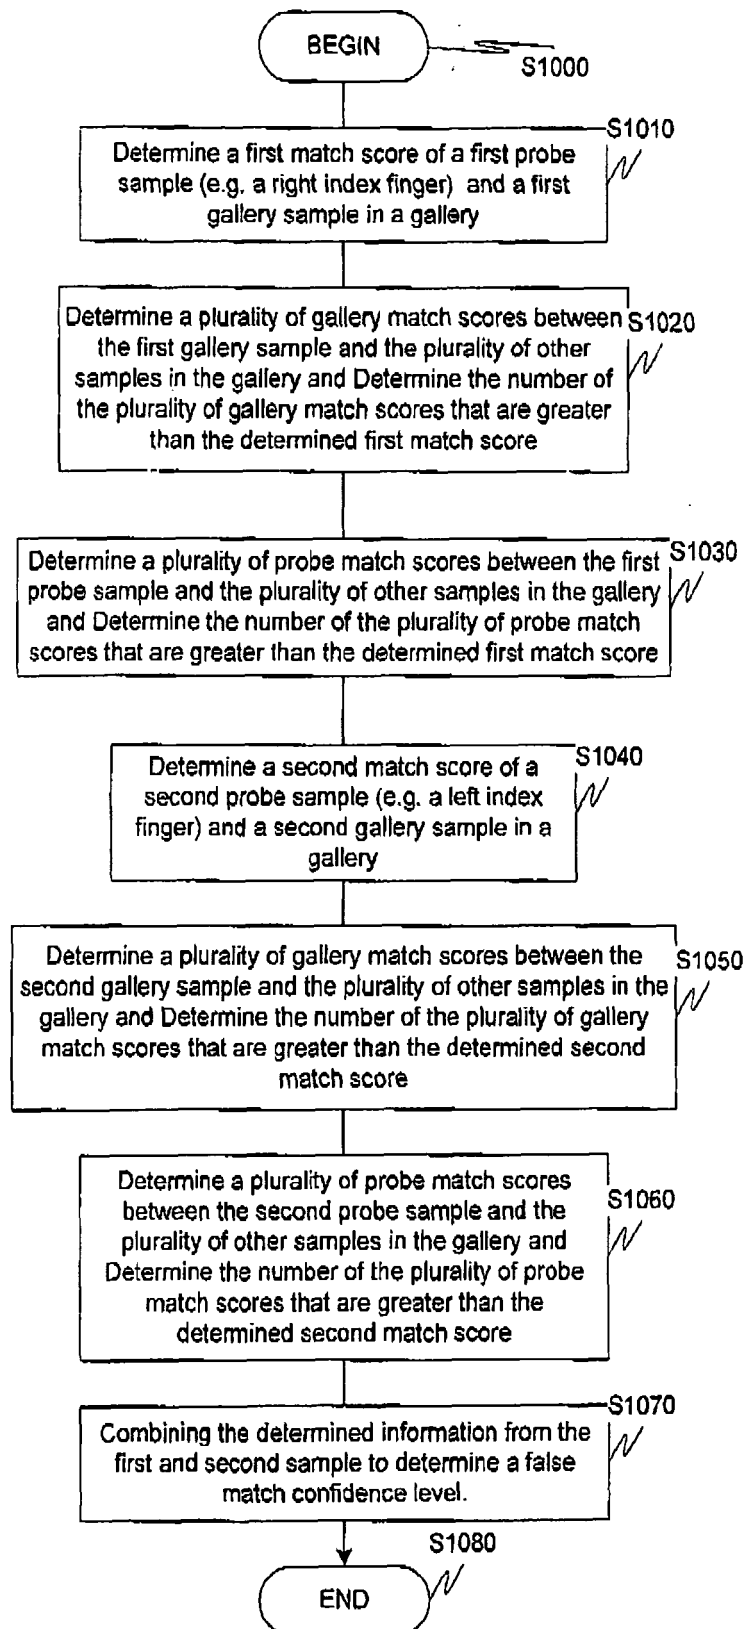 BEGIN
S1000
S1010
Determine a first match score of a first probe
sample (e.g. a right index finger) and a first
gallery sample in a gallery
Determine a plurality of gallery match scores between
S1020
the first gallery sample and the plurality of other
samples in the gallery and Determine the number of
the plurality of gallery match scores that are greater
than the determined first match score
S1030
Determine a plurality of probe match scores between the first
probe sample and the plurality of other samples in the gallery
and Determine the number of the plurality of probe match
scores that are greater than the determined first match score
S1040
Determine a second match score of a
second probe sample (e.g. a left index
finger) and a second gallery sample in a
gallery
Determine a plurality of gallery match scores between the
S1050
second gallery sample and the plurality of other samples in the
gallery and Determine the number of the plurality of gallery
match scores that are greater than the determined second
match score
Determine a plurality of probe match scores
S1060
between the second probe sample and the
plurality of other samples in the gallery and
Determine the number of the plurality of probe
match scores that are greater than the
determined second match score
S1070
Combining the determined information from the
first and second sample to determine a false
match confidence level.
S1080
END